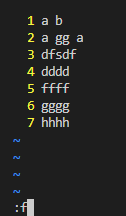 1 a b
2 a gg a
3 dfsdf
4 dddd
5 ffff
6 gggg
7 hhhh
~
~
~
~
:f